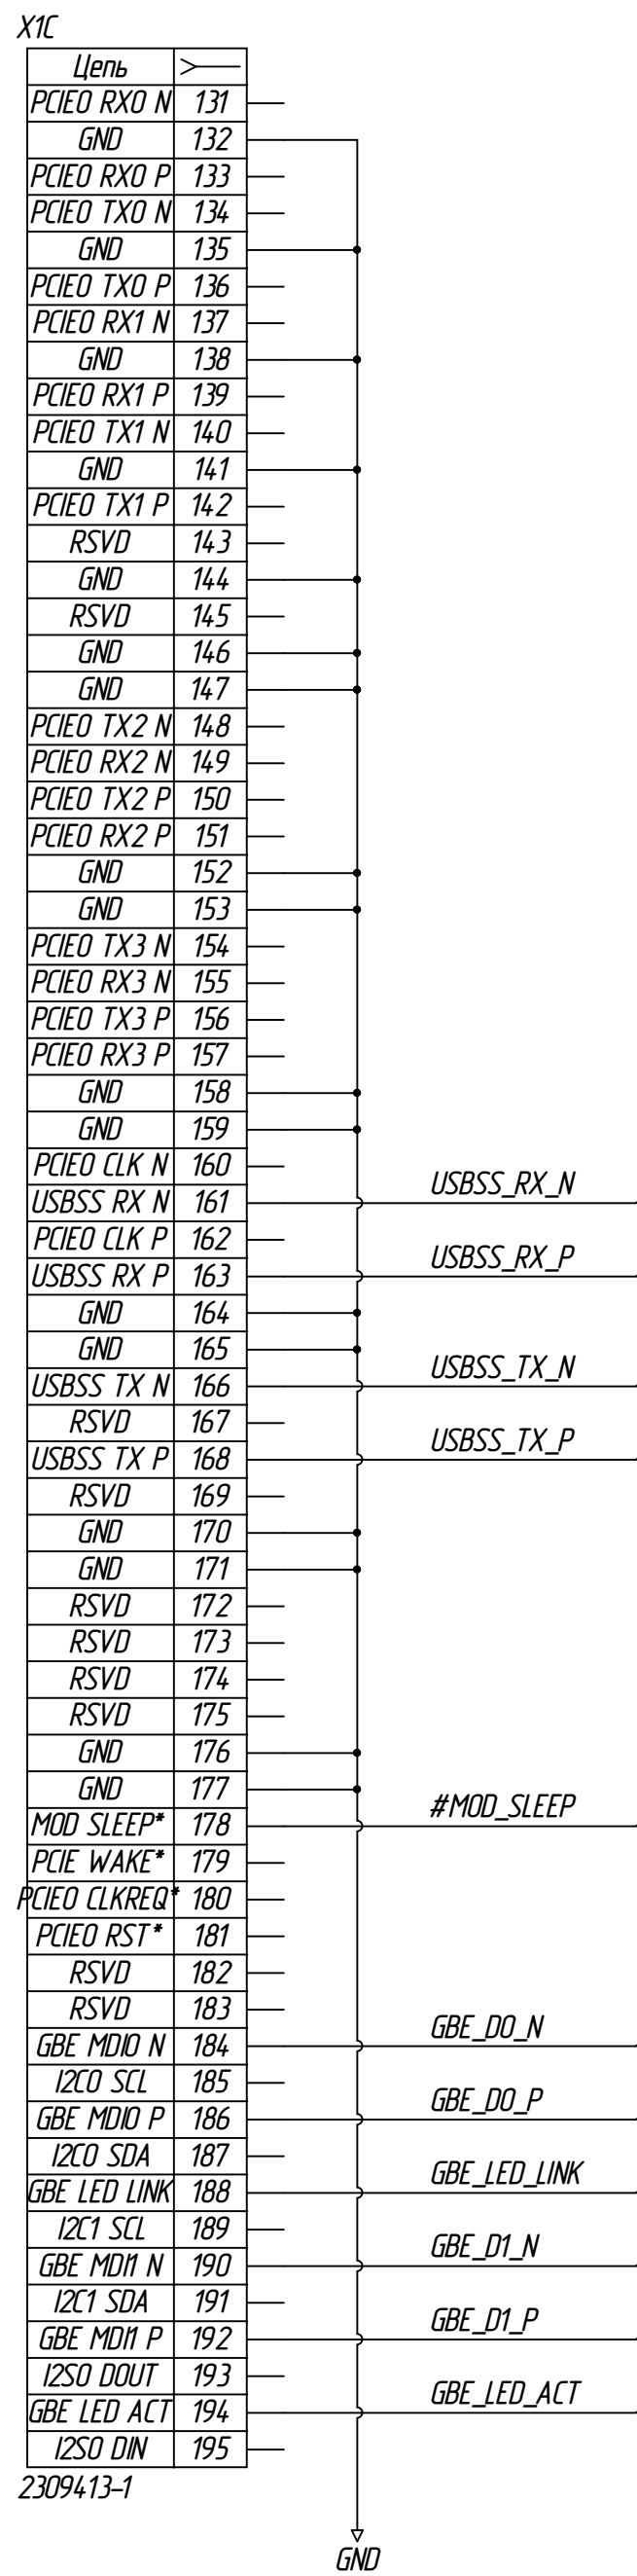 X1C
Цепь
PCIE0 RX0 N 131
GND 132
PCIE0 RX0 P 133
PCIE0 TX0 N 134
GND 135
PCIE0 TX0 P 136
PCIE0 RX1 N 137
GND 138
PCIE0 RX1 P 139
PCIE0 TX1 N 140
GND 141
PCIE0 TX1 P 142
RSVD 143
GND 144
RSVD 145
GND 146
GND 147
PCIE0 TX2 N 148
PCIE0 RX2 N 149
PCIE0 TX2 P 150
PCIE0 RX2 P 151
GND 152
GND 153
PCIE0 TX3 N 154
PCIE0 RX3 N 155
PCIE0 TX3 P 156
PCIE0 RX3 P 157
GND 158
GND 159
PCIE0 CLK N 160
USBSS RX N 161 USBSS_RX_N
PCIE0 CLK P 162
USBSS RX P 163 USBSS_RX_P
GND 164
GND 165
USBSS TX N 166 USBSS_TX_N
RSVD 167
USBSS TX P 168 USBSS_TX_P
RSVD 169
GND 170
GND 171
RSVD 172
RSVD 173
RSVD 174
RSVD 175
GND 176
GND 177
MOD SLEEP* 178 #MOD_SLEEP
PCIE WAKE* 179
PCIE0 CLKREQ* 180
PCIE0 RST* 181
RSVD 182
RSVD 183
GBE MDI0 N 184 GBE_D0_N
I2C0 SCL 185
GBE MDI0 P 186 GBE_D0_P
I2C0 SDA 187
GBE LED LINK 188 GBE_LED_LINK
I2C1 SCL 189
GBE MDI1 N 190 GBE_D1_N
I2C1 SDA 191
GBE MDI1 P 192 GBE_D1_P
I2S0 DOUT 193
GBE LED ACT 194 GBE_LED_ACT
I2S0 DIN 195
2309413-1
GND